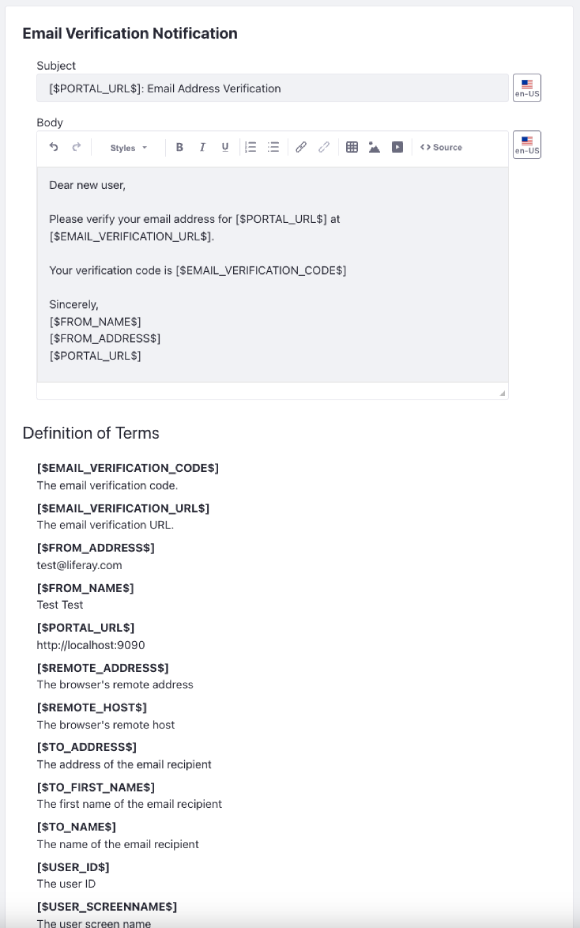 Email Verification Notification
Subject
[$PORTAL_URL$]: Email Address Verification
en-US
Body
Styles
B I U
Source
en-US
Dear new user,
Please verify your email address for [$PORTAL_URL$] at
[$EMAIL_VERIFICATION_URL$].
Your verification code is [$EMAIL_VERIFICATION_CODE$]
Sincerely,
[$FROM_NAME$]
[$FROM_ADDRESS$]
[$PORTAL_URL$]
Definition of Terms
[$EMAIL_VERIFICATION_CODE$]
The email verification code.
[$EMAIL_VERIFICATION_URL$]
The email verification URL.
[$FROM_ADDRESS$]
test@liferay.com
[$FROM_NAME$]
Test Test
[$PORTAL_URL$]
http://localhost:9090
[$REMOTE_ADDRESS$]
The browser's remote address
[$REMOTE_HOST$]
The browser's remote host
[$TO_ADDRESS$]
The address of the email recipient
[$TO_FIRST_NAME$]
The first name of the email recipient
[$TO_NAME$]
The name of the email recipient
[$USER_ID$]
The user ID
[$USER_SCREENNAME$]
The user screen name